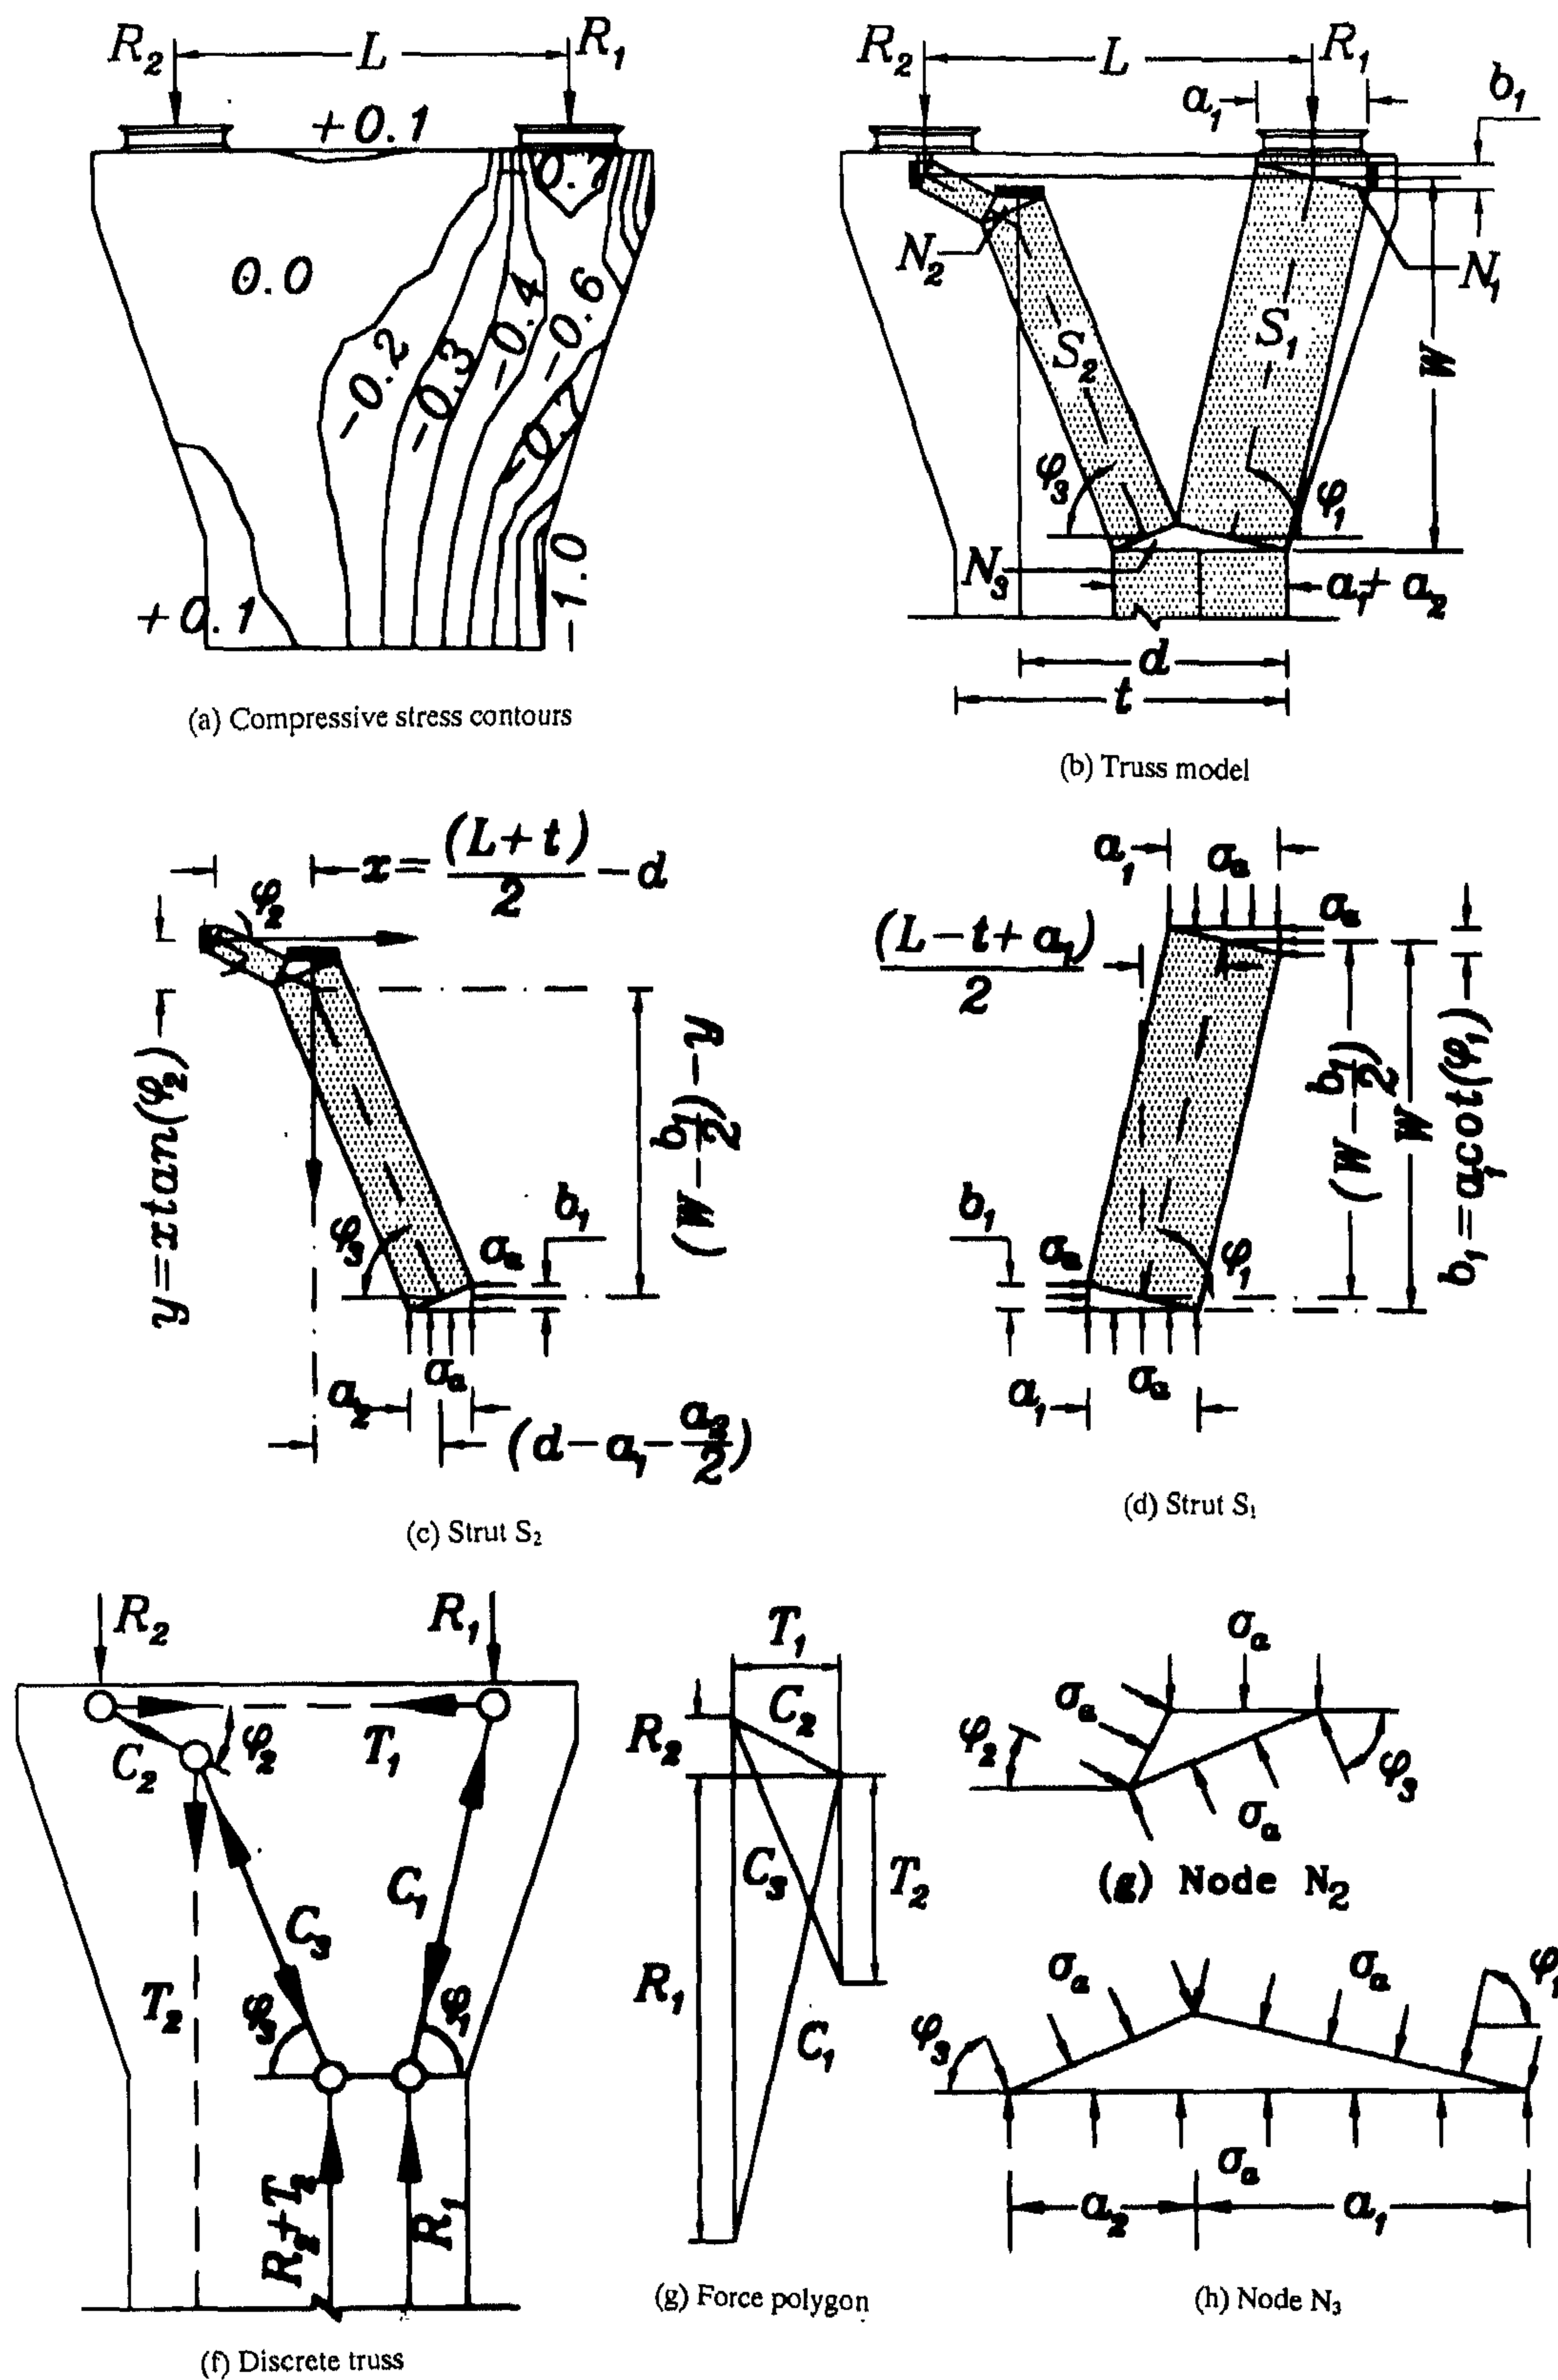 R₂ L R₁
+0.1
-0.7
0.0
-0.2
-0.3
-0.4
-0.6
-0.7
-1.0
+0.1
(a) Compressive stress contours
R₂ L R₁
a₁ b₁
N₂ N₁
S₂ S₁
W
φ₃ φ₁
N₃ a₁+ a₂
d
t
(b) Truss model
x= (L+t)/2 -d
φ₂
y=xtan(φ₂)
(W- b₁/2)-y
φ₃
b₁
σₐ
a₂ σₐ
(d-a₁- a₂/2)
(c) Strut S₂
a₁ σₐ
σₐ
(L-t+a₁)/2
(W- b₁/2)
W
b₁=a₁cot(φ₁)
b₁
σₐ φ₁
a₁ σₐ
(d) Strut S₁
R₂ R₁
C₂ φ₂ T₁
C₃ C₁
T₂ φ₃ φ₁
R₂+T₂ R₁
(f) Discrete truss
T₁
C₂
R₂
C₃ T₂
R₁
C₁
(g) Force polygon
σₐ
σₐ
φ₂ φ₃
σₐ
(g) Node N₂
σₐ σₐ φ₁
φ₃
σₐ
a₂ a₁
(h) Node N₃